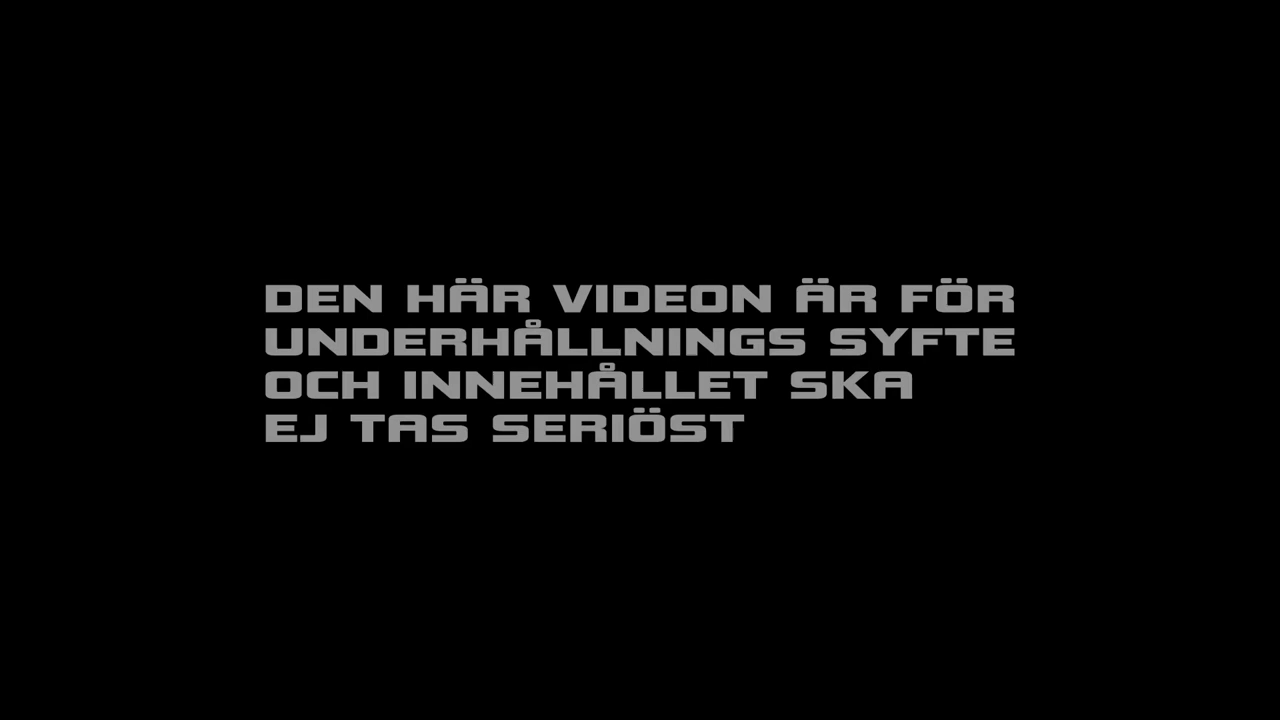 DEN HÄR VIDEON ÄR FÖR
UNDERHÅLLNINGS SYFTE
OCH INNEHÅLLET SKA
EJ TAS SERIÖST